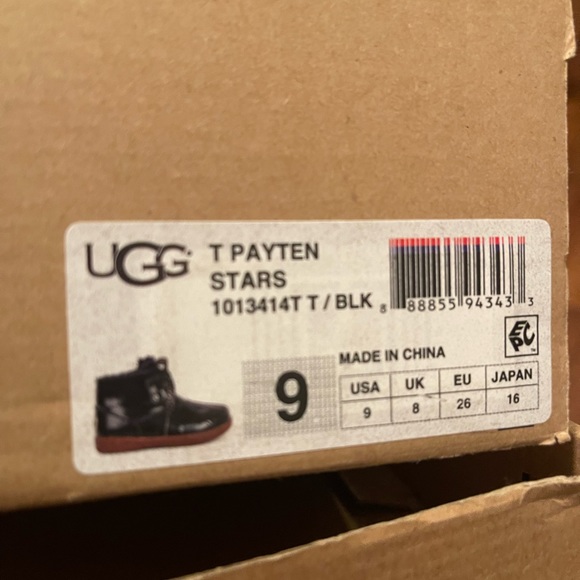 UGG
T PAYTEN
STARS
1013414T T / BLK
8 88855 94343 3
EPC
MADE IN CHINA
9
USA UK EU JAPAN
9 8 26 16